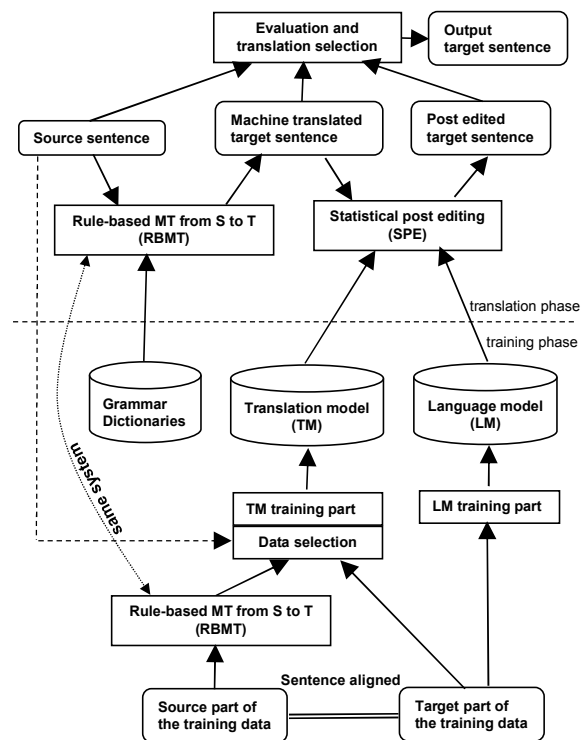 Evaluation and
translation selection
Output
target sentence
Source sentence
Machine translated
target sentence
Post edited
target sentence
Rule-based MT from S to T
(RBMT)
Statistical post editing
(SPE)
translation phase
training phase
Grammar
Dictionaries
Translation model
(TM)
Language model
(LM)
same system
TM training part
LM training part
Data selection
Rule-based MT from S to T
(RBMT)
Sentence aligned
Source part of
the training data
Target part of
the training data